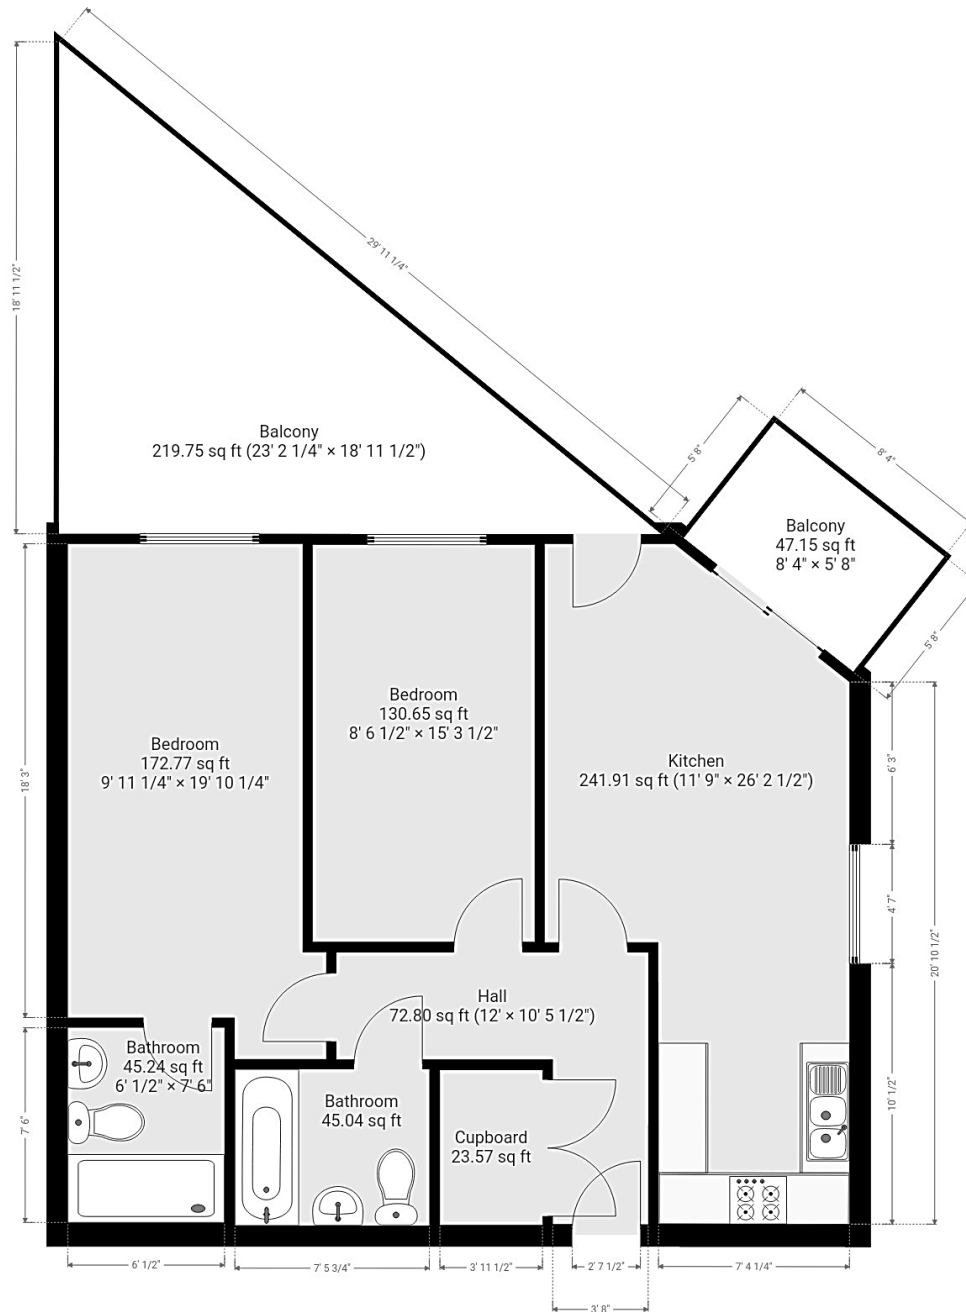 29' 11 1/4"
18' 11 1/2"
Balcony
219.75 sq ft (23' 2 1/4" × 18' 11 1/2")
5' 8"
8' 4"
Balcony
47.15 sq ft
8' 4" × 5' 8"
5' 8"
Bedroom
130.65 sq ft
8' 6 1/2" × 15' 3 1/2"
Bedroom
172.77 sq ft
9' 11 1/4" × 19' 10 1/4"
Kitchen
241.91 sq ft (11' 9" × 26' 2 1/2")
18' 3"
6' 3"
4' 7"
20' 10 1/2"
Hall
72.80 sq ft (12' × 10' 5 1/2")
Bathroom
45.24 sq ft
6' 1/2" × 7' 6"
Bathroom
45.04 sq ft
Cupboard
23.57 sq ft
7' 6"
10' 1/2"
6' 1/2"
7' 5 3/4"
3' 11 1/2"
2' 7 1/2"
7' 4 1/4"
3' 8"